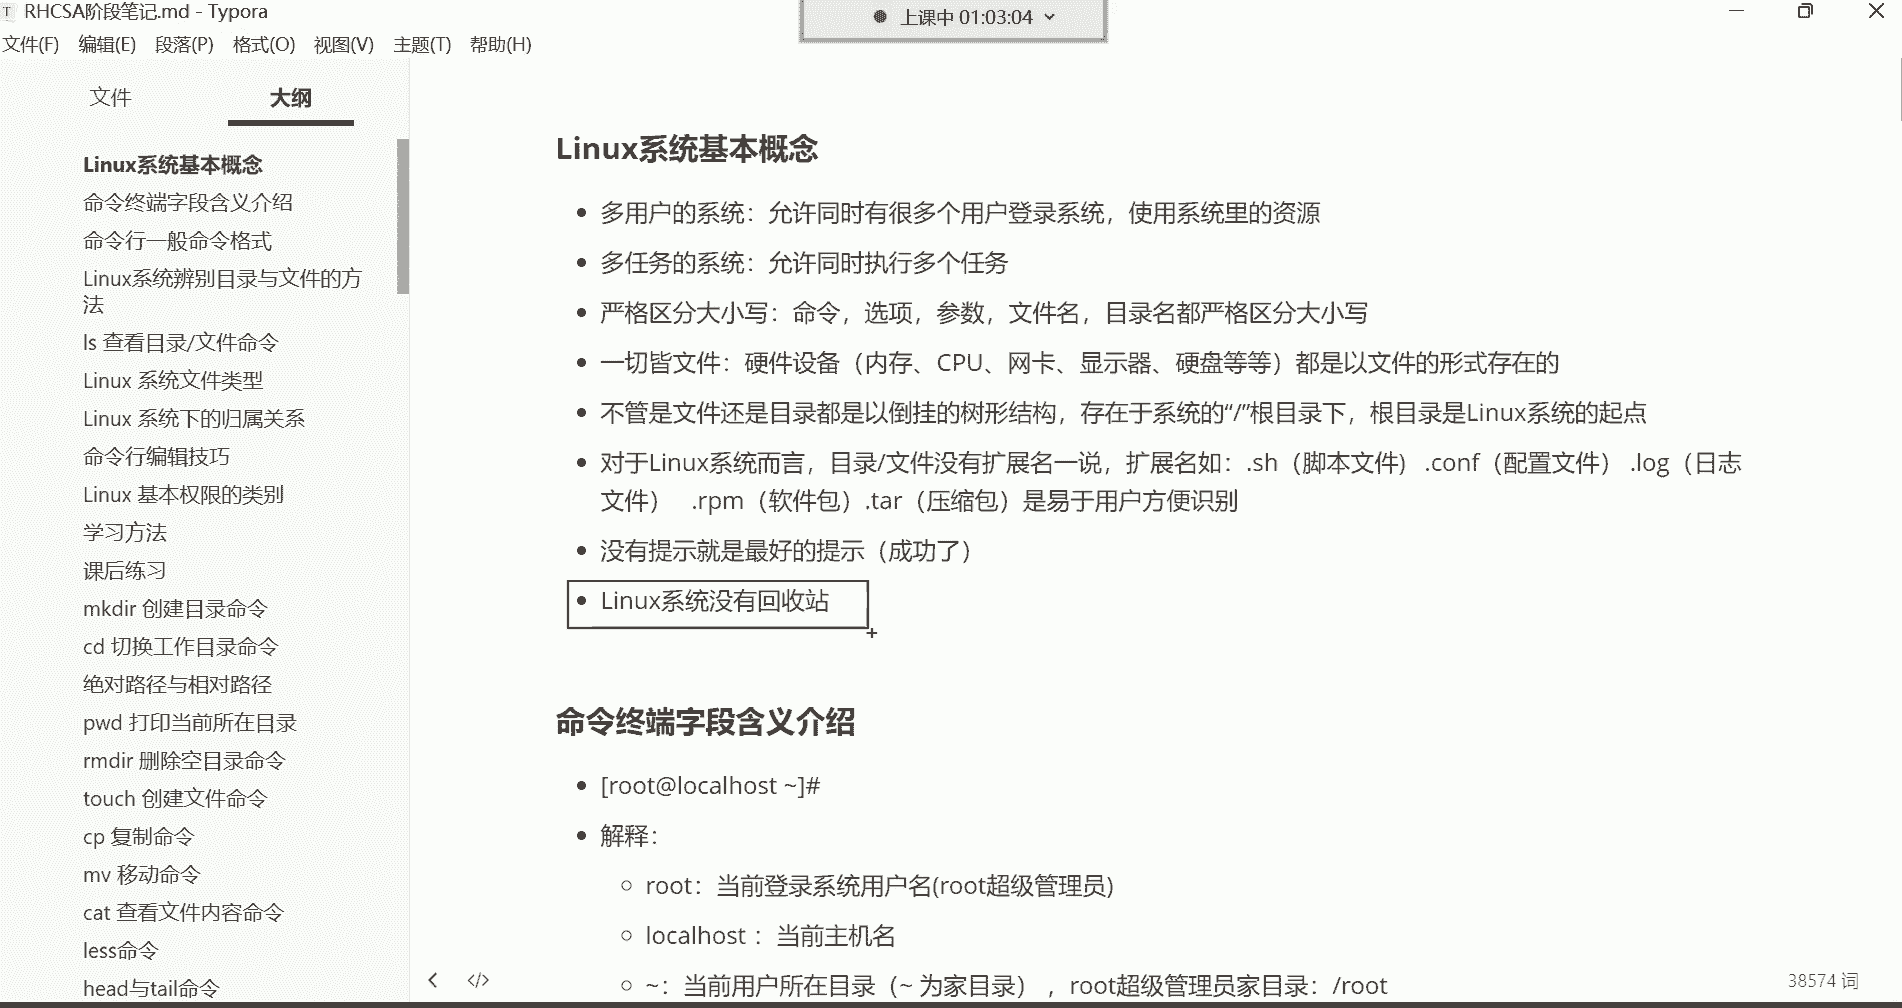 T RHCSA阶段笔记.md - Typora
上课中 01:03:04
文件(F) 编辑(E) 段落(P) 格式(O) 视图(V) 主题(T) 帮助(H)
文件 大纲
Linux系统基本概念
命令终端字段含义介绍
命令行一般命令格式
Linux系统辨别目录与文件的方
法
ls 查看目录/文件命令
Linux 系统文件类型
Linux 系统下的归属关系
命令行编辑技巧
Linux 基本权限的类别
学习方法
课后练习
mkdir 创建目录命令
cd 切换工作目录命令
绝对路径与相对路径
pwd 打印当前所在目录
rmdir 删除空目录命令
touch 创建文件命令
cp 复制命令
mv 移动命令
cat 查看文件内容命令
less命令
head与tail命令
Linux系统基本概念
多用户的系统：允许同时有很多个用户登录系统，使用系统里的资源
多任务的系统：允许同时执行多个任务
严格区分大小写：命令，选项，参数，文件名，目录名都严格区分大小写
一切皆文件：硬件设备（内存、CPU、网卡、显示器、硬盘等等）都是以文件的形式存在的
不管是文件还是目录都是以倒挂的树形结构，存在于系统的“/”根目录下，根目录是Linux系统的起点
对于Linux系统而言，目录/文件没有扩展名一说，扩展名如：.sh（脚本文件）.conf（配置文件） .log（日志
文件） .rpm（软件包）.tar（压缩包）是易于用户方便识别
没有提示就是最好的提示（成功了）
Linux系统没有回收站
命令终端字段含义介绍
[root@localhost ~]#
解释：
root：当前登录系统用户名(root超级管理员)
localhost ：当前主机名
~：当前用户所在目录（~ 为家目录） ，root超级管理员家目录：/root
38574 词